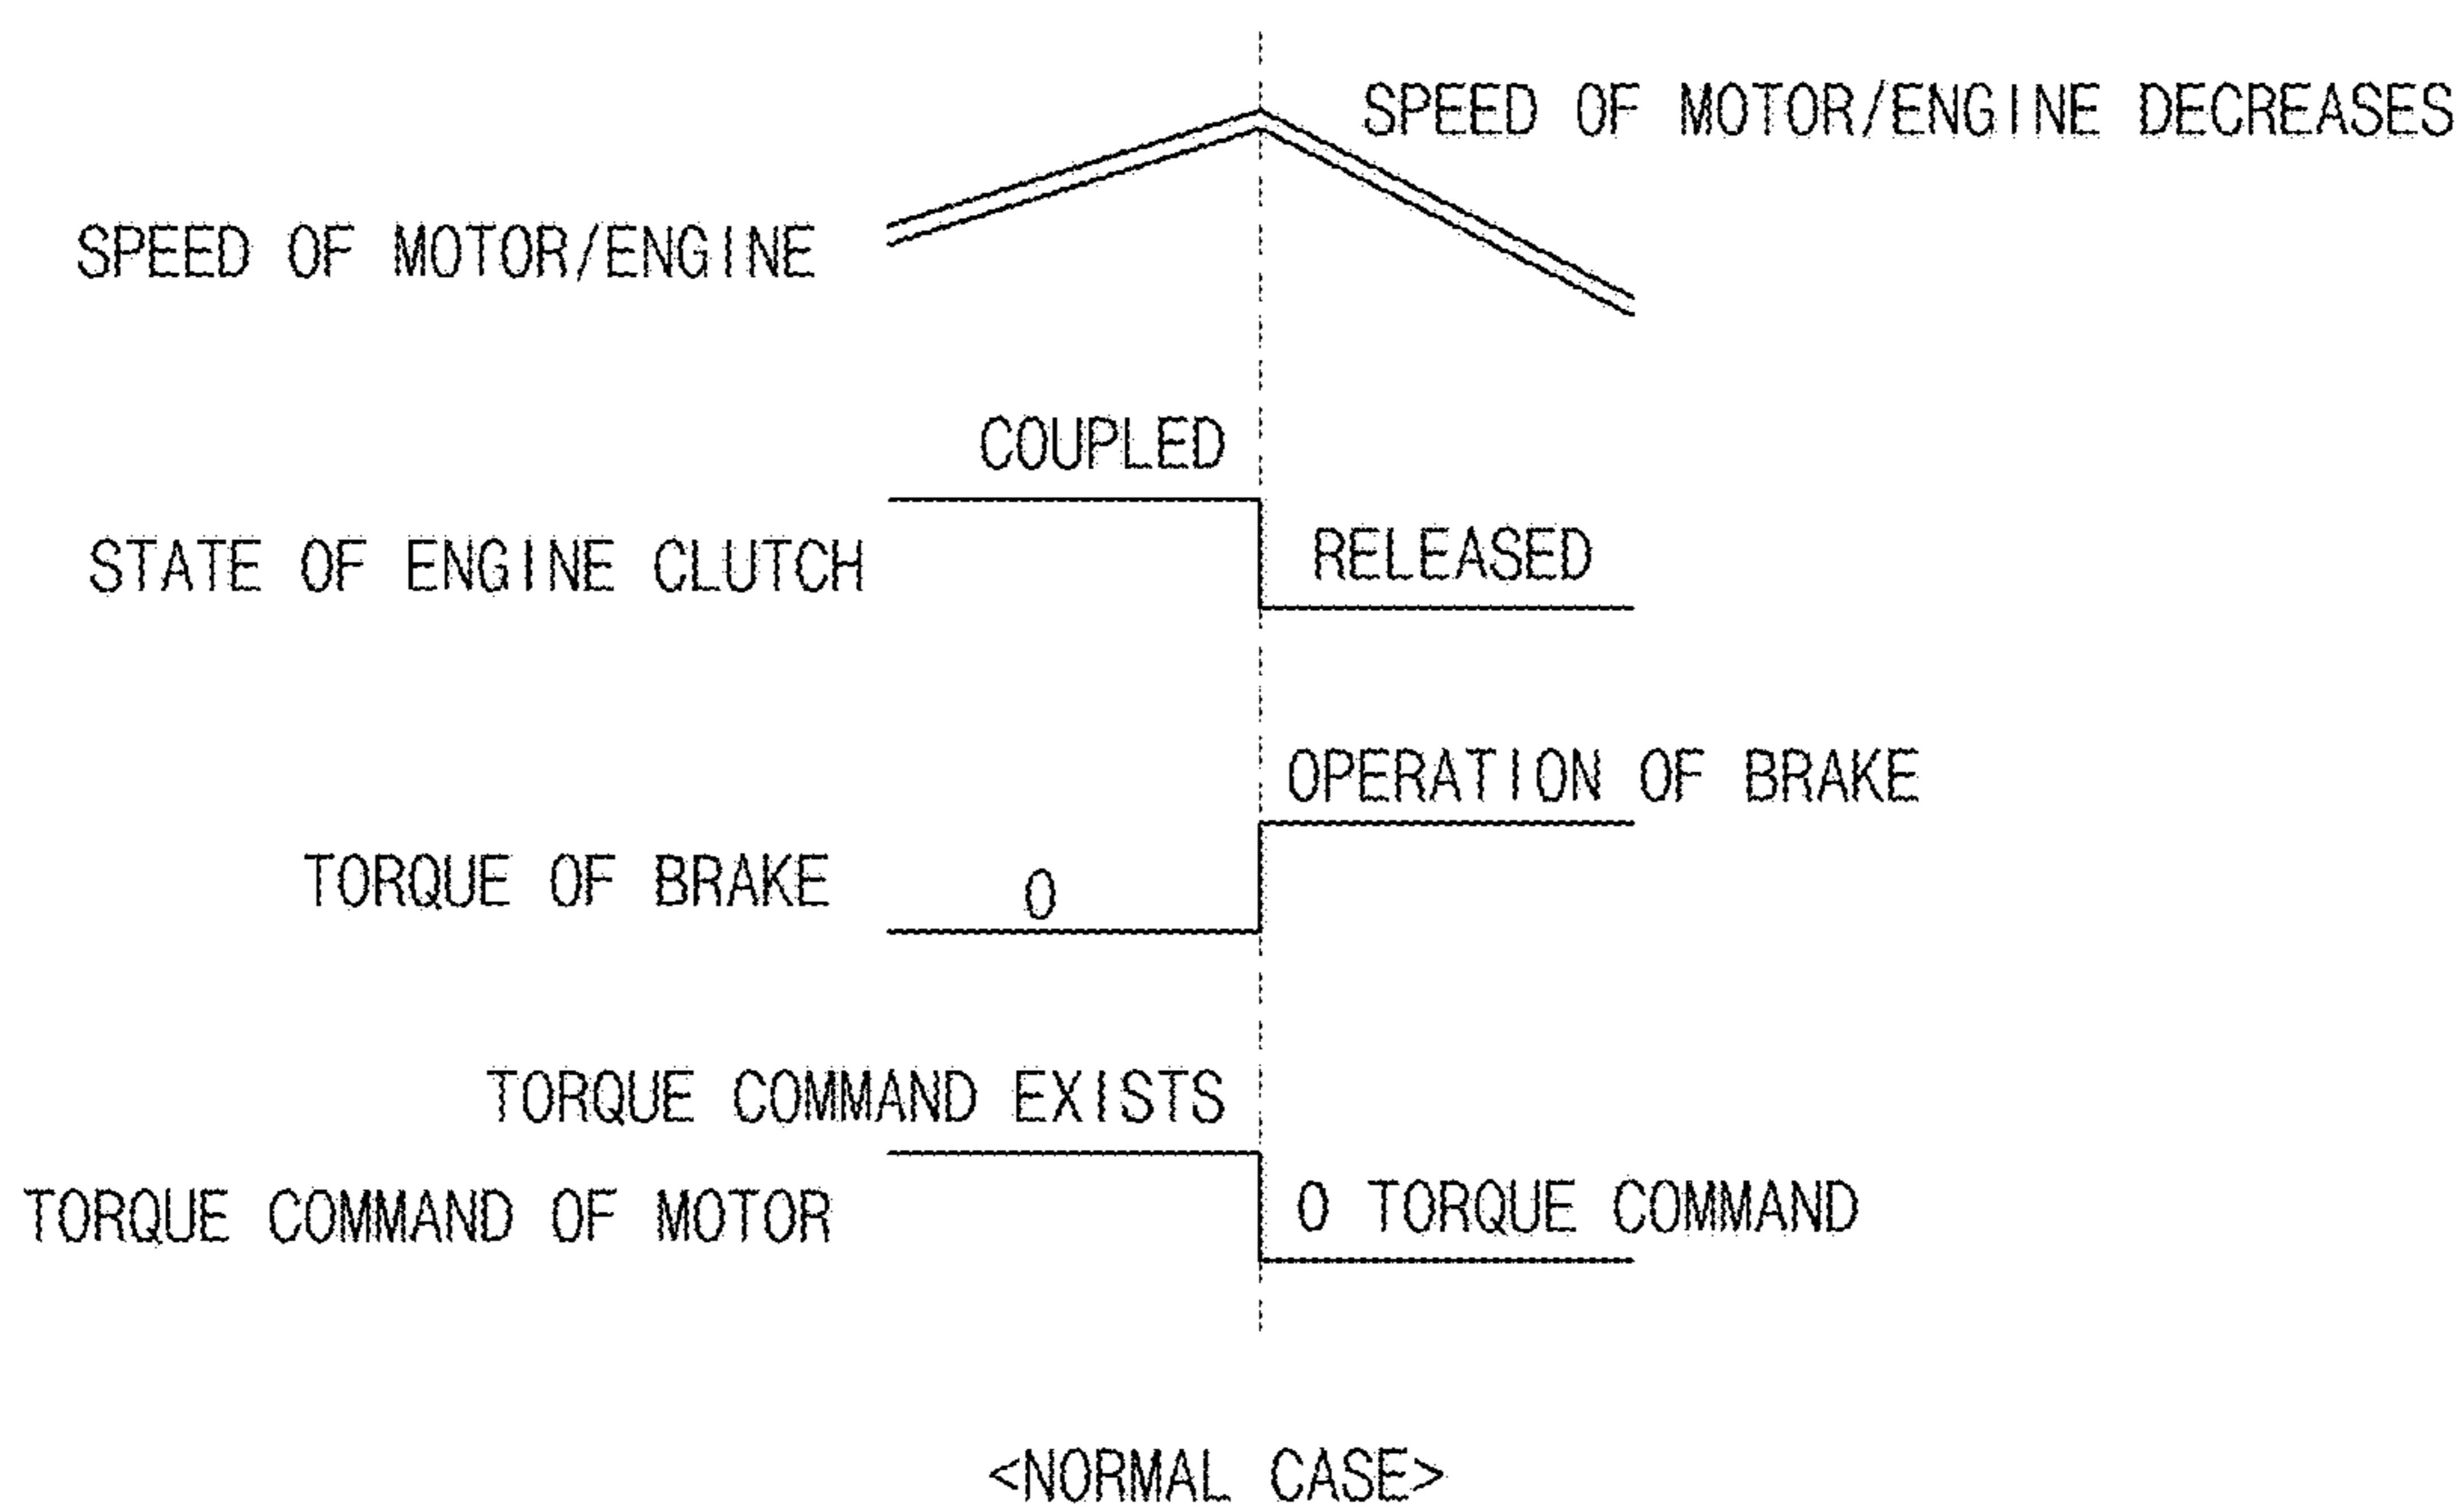 SPEED OF MOTOR/ENGINE DECREASES
SPEED OF MOTOR/ENGINE
COUPLED
STATE OF ENGINE CLUTCH
RELEASED
OPERATION OF BRAKE
TORQUE OF BRAKE
0
TORQUE COMMAND EXISTS
TORQUE COMMAND OF MOTOR
0 TORQUE COMMAND
<NORMAL CASE>